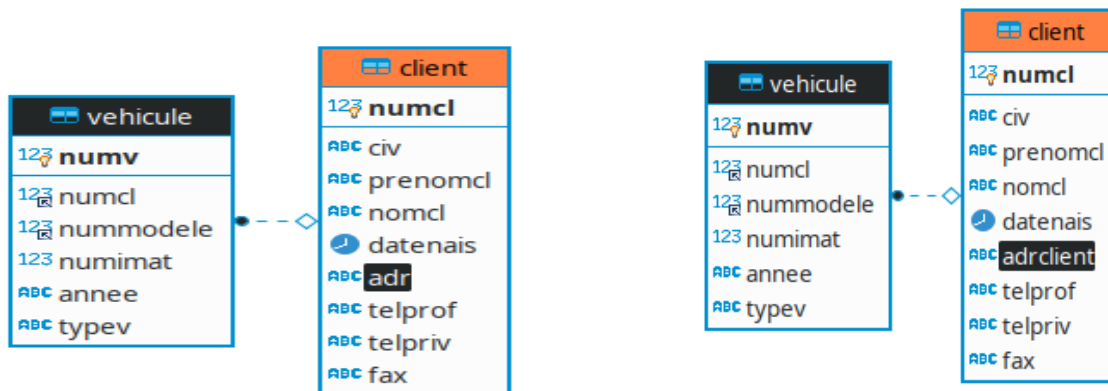 vehicule
123 numv
123 numcl
123 nummodele
123 numimat
ABC annee
ABC typev
client
123 numcl
ABC civ
ABC prenomcl
ABC nomcl
datenais
ABC adr
ABC telprof
ABC telpriv
ABC fax
vehicule
123 numv
123 numcl
123 nummodele
123 numimat
ABC annee
ABC typev
client
123 numcl
ABC civ
ABC prenomcl
ABC nomcl
datenais
ABC adrclient
ABC telprof
ABC telpriv
ABC fax